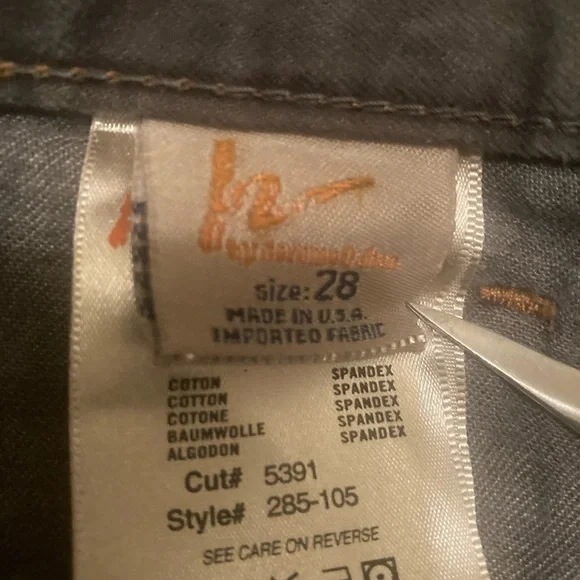 size: 28
MADE IN U.S.A.
IMPORTED FABRIC
COTON SPANDEX
COTTON SPANDEX
COTONE SPANDEX
BAUMWOLLE SPANDEX
ALGODON SPANDEX
Cut# 5391
Style# 285-105
SEE CARE ON REVERSE